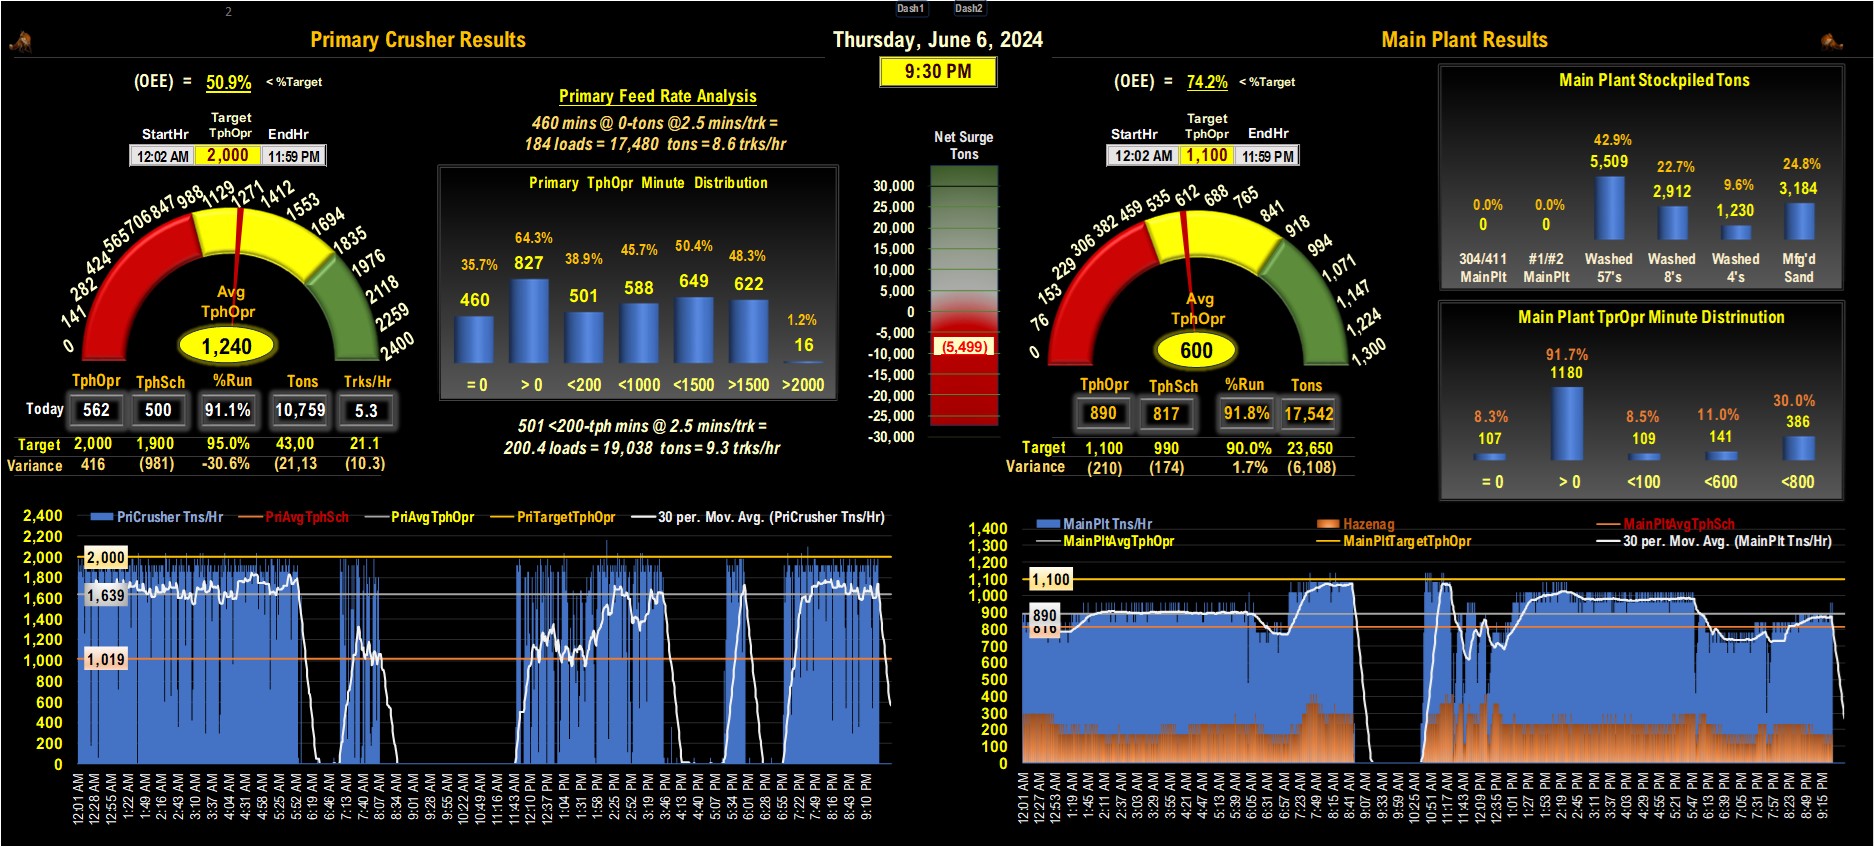 2
Dash1 Dash2
Primary Crusher Results
Thursday, June 6, 2024
Main Plant Results
9:30 PM
(OEE) = 50.9% < %Target
Target
StartHr TphOpr EndHr
12:02 AM 2,000 11:59 PM
0 141 282 424 565 706 847 988 1129 1271 1412 1553 1694 1835 1976 2118 2259 2400
Avg
TphOpr
1,240
TphOpr TphSch %Run Tons Trks/Hr
Today 562 500 91.1% 10,759 5.3
Target 2,000 1,900 95.0% 43,00 21.1
Variance 416 (981) -30.6% (21,13 (10.3)
Primary Feed Rate Analysis
460 mins @ 0-tons @2.5 mins/trk =
184 loads = 17,480 tons = 8.6 trks/hr
Primary TphOpr Minute Distribution
35.7% 64.3% 38.9% 45.7% 50.4% 48.3% 1.2%
460 827 501 588 649 622 16
= 0 > 0 <200 <1000 <1500 >1500 >2000
501 <200-tph mins @ 2.5 mins/trk =
200.4 loads = 19,038 tons = 9.3 trks/hr
Net Surge
Tons
30,000
25,000
20,000
15,000
10,000
5,000
0
-5,000
(5,499)
-10,000
-15,000
-20,000
-25,000
-30,000
(OEE) = 74.2% < %Target
Target
StartHr TphOpr EndHr
12:02 AM 1,100 11:59 PM
0 76 153 229 306 382 459 535 612 688 765 841 918 994 1,071 1,147 1,224 1,300
Avg
TphOpr
600
TphOpr TphSch %Run Tons
890 817 91.8% 17,542
Target 1,100 990 90.0% 23,650
Variance (210) (174) 1.7% (6,108)
Main Plant Stockpiled Tons
0.0% 0.0% 42.9% 22.7% 9.6% 24.8%
0 0 5,509 2,912 1,230 3,184
304/411 #1/#2 Washed Washed Washed Mfg'd
MainPlt MainPlt 57's 8's 4's Sand
Main Plant TprOpr Minute Distrinution
8.3% 91.7% 8.5% 11.0% 30.0%
107 1180 109 141 386
= 0 > 0 <100 <600 <800
PriCrusher Tns/Hr PriAvgTphSch PriAvgTphOpr PriTargetTphOpr 30 per. Mov. Avg. (PriCrusher Tns/Hr)
2,400
2,200
2,000
1,800
1,600
1,400
1,200
1,000
800
600
400
200
0
2,000
1,639
1,019
12:01 AM 12:28 AM 12:55 AM 1:22 AM 1:49 AM 2:16 AM 2:43 AM 3:10 AM 3:37 AM 4:04 AM 4:31 AM 4:58 AM 5:25 AM 5:52 AM 6:19 AM 6:46 AM 7:13 AM 7:40 AM 8:07 AM 8:34 AM 9:01 AM 9:28 AM 9:55 AM 10:22 AM 10:49 AM 11:16 AM 11:43 AM 12:10 PM 12:37 PM 1:04 PM 1:31 PM 1:58 PM 2:25 PM 2:52 PM 3:19 PM 3:46 PM 4:13 PM 4:40 PM 5:07 PM 5:34 PM 6:01 PM 6:28 PM 6:55 PM 7:22 PM 7:49 PM 8:16 PM 8:43 PM 9:10 PM
MainPlt Tns/Hr Hazenag MainPltAvgTphSch
MainPltAvgTphOpr MainPltTargetTphOpr 30 per. Mov. Avg. (MainPlt Tns/Hr)
1,400
1,300
1,200
1,100
1,000
900
800
700
600
500
400
300
200
100
0
1,100
890
816
12:01 AM 12:27 AM 12:53 AM 1:19 AM 1:45 AM 2:11 AM 2:37 AM 3:03 AM 3:29 AM 3:55 AM 4:21 AM 4:47 AM 5:13 AM 5:39 AM 6:05 AM 6:31 AM 6:57 AM 7:23 AM 7:49 AM 8:15 AM 8:41 AM 9:07 AM 9:33 AM 9:59 AM 10:25 AM 10:51 AM 11:17 AM 11:43 AM 12:09 PM 12:35 PM 1:01 PM 1:27 PM 1:53 PM 2:19 PM 2:45 PM 3:11 PM 3:37 PM 4:03 PM 4:29 PM 4:55 PM 5:21 PM 5:47 PM 6:13 PM 6:39 PM 7:05 PM 7:31 PM 7:57 PM 8:23 PM 8:49 PM 9:15 PM